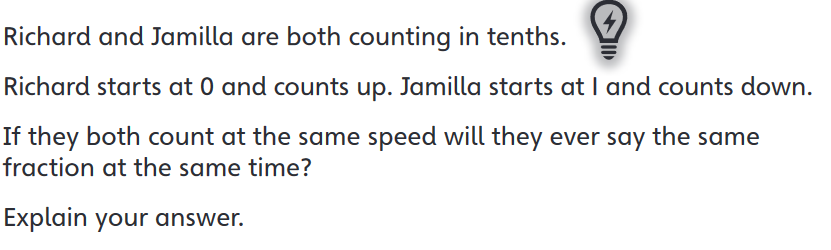 Richard and Jamilla are both counting in tenths.
Richard starts at 0 and counts up. Jamilla starts at 1 and counts down.
If they both count at the same speed will they ever say the same
fraction at the same time?
Explain your answer.